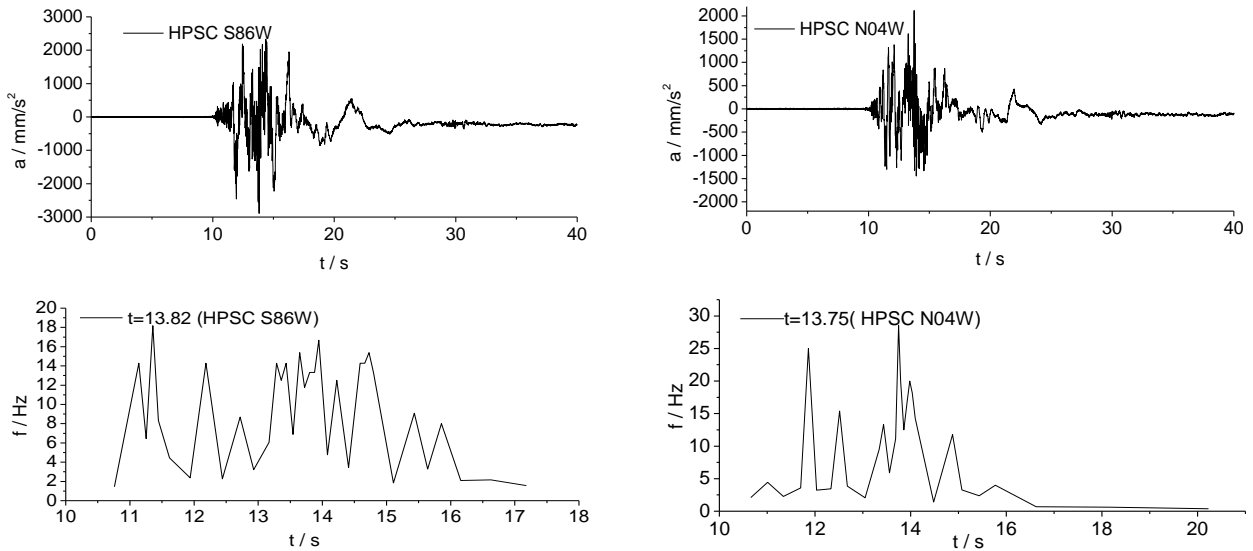 3000
2000
1000
0
-1000
-2000
-3000
a / mm/s²
HPSC S86W
0 10 20 30 40
t / s
2000
1500
1000
500
0
-500
-1000
-1500
-2000
a / mm/s²
HPSC N04W
0 10 20 30 40
t / s
20
18
16
14
12
10
8
6
4
2
0
f / Hz
t=13.82 (HPSC S86W)
10 11 12 13 14 15 16 17 18
t / s
30
25
20
15
10
5
0
f / Hz
t=13.75( HPSC N04W)
10 12 14 16 18 20
t / s